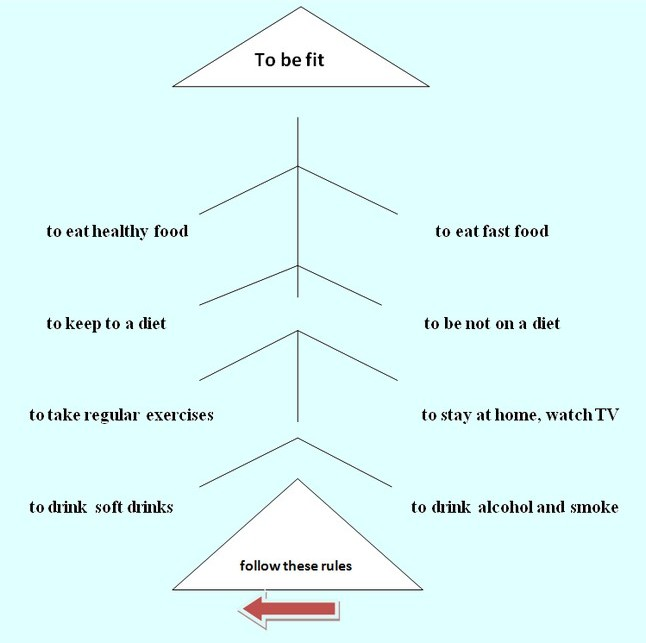 To be fit
to eat healthy food
to eat fast food
to keep to a diet
to be not on a diet
to take regular exercises
to stay at home, watch TV
to drink soft drinks
to drink alcohol and smoke
follow these rules